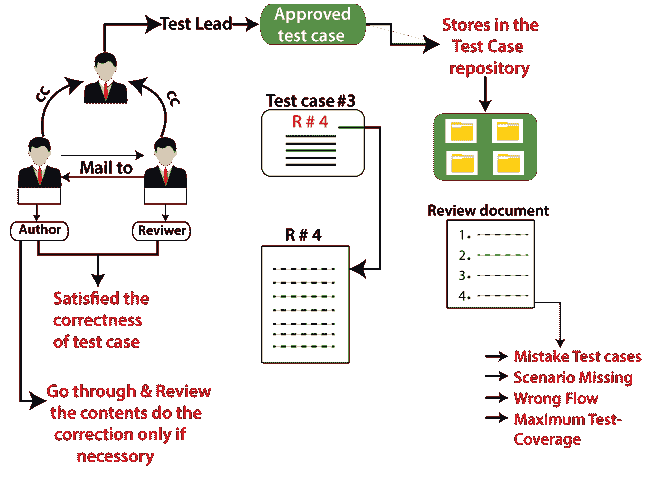 Test Lead
Approved
test case
Stores in the
Test Case
repository
CC
CC
Mail to
Author
Reviwer
Satisfied the
correctness
of test case
Go through & Review
the contents do the
correction only if
necessary
Test case #3
R # 4
R # 4
Review document
1.
2.
3.
4.
Mistake Test cases
Scenario Missing
Wrong Flow
Maximum Test-
Coverage